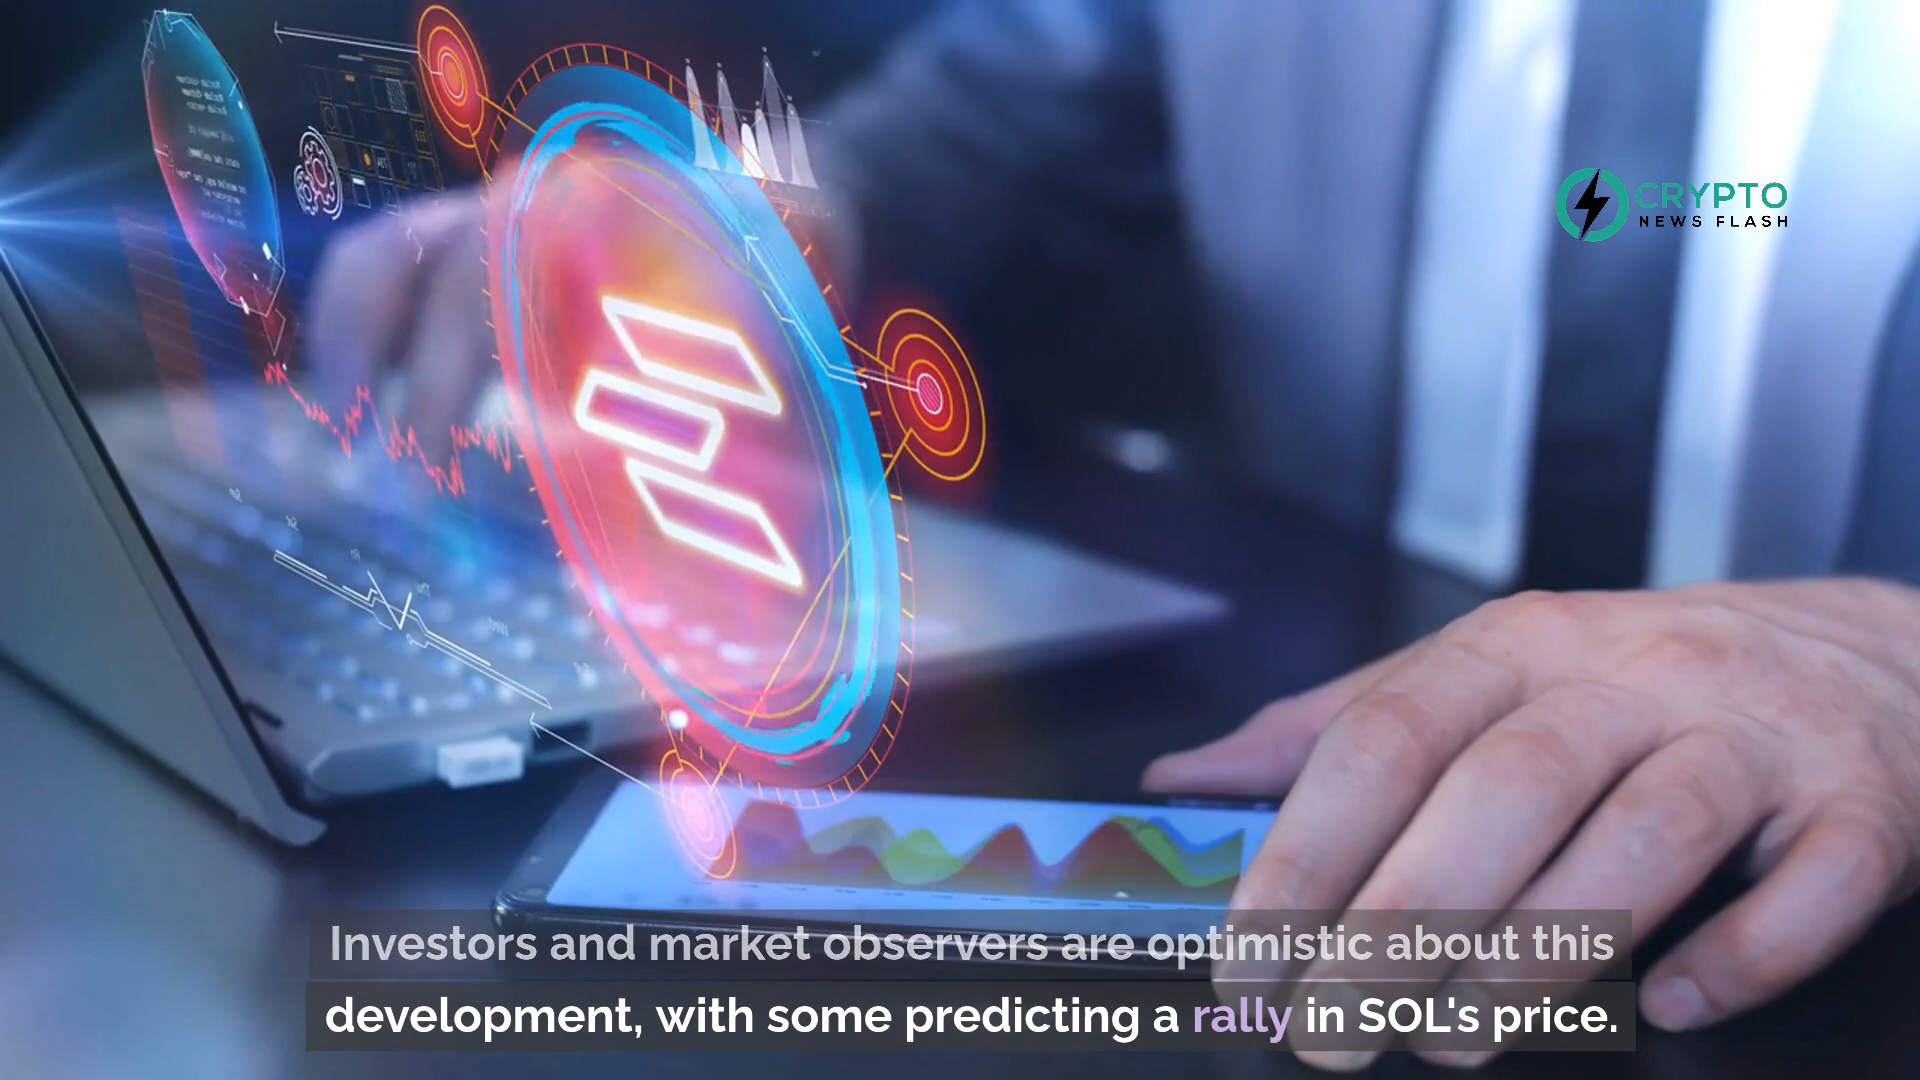 CRYPTO
NEWS FLASH
Investors and market observers are optimistic about this
development, with some predicting a rally in SOL's price.